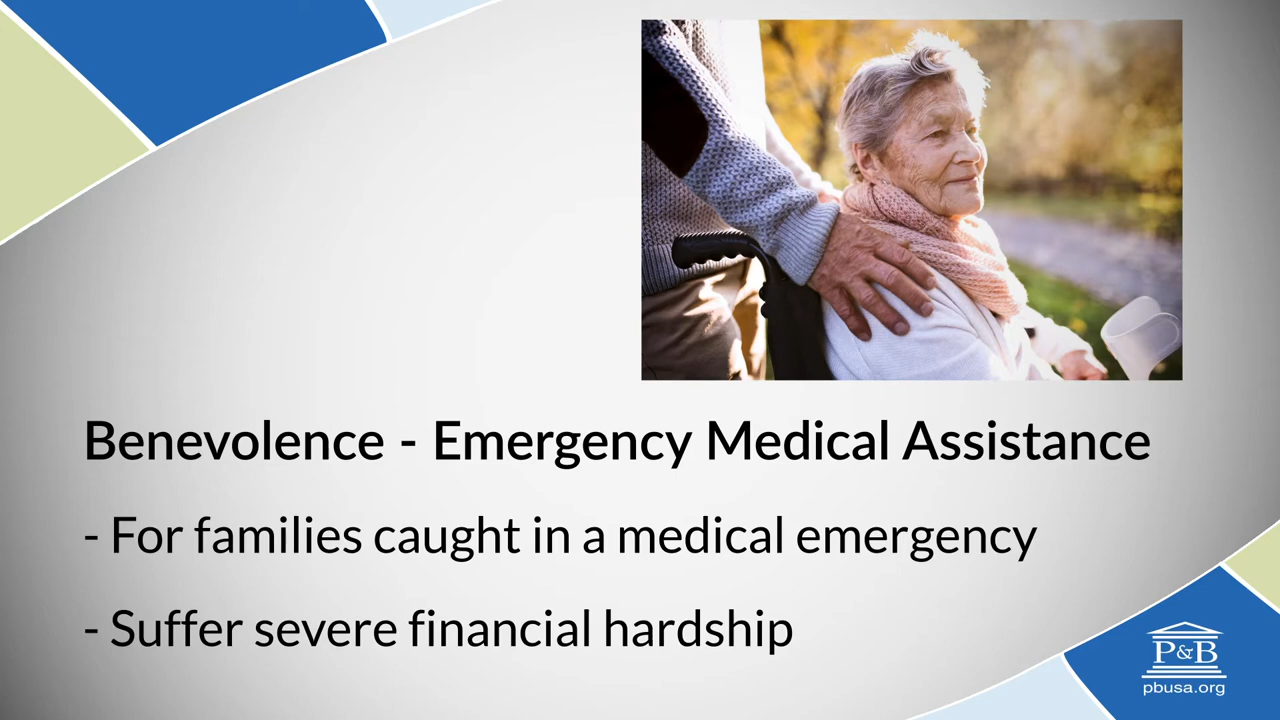 Benevolence - Emergency Medical Assistance
- For families caught in a medical emergency
- Suffer severe financial hardship
P&B
pbusa.org